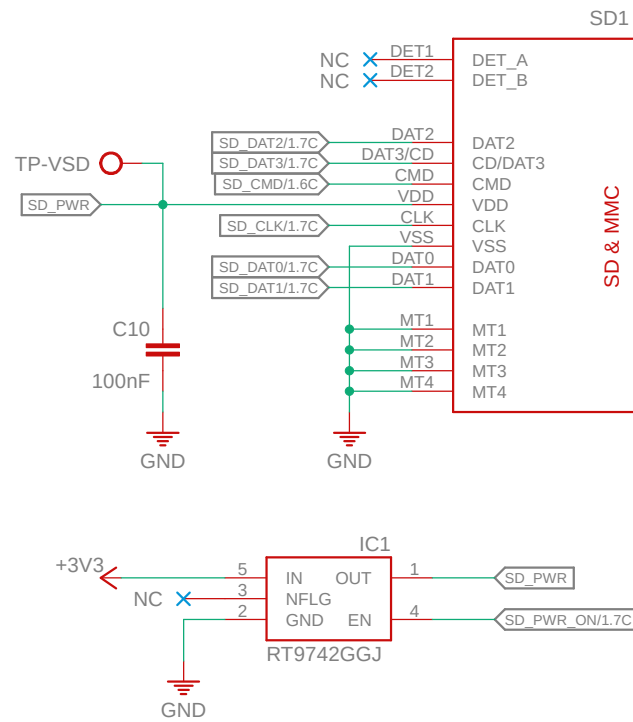 SD1
NC DET1 DET_A
NC DET2 DET_B
SD_DAT2/1.7C DAT2 DAT2
TP-VSD SD_DAT3/1.7C DAT3/CD CD/DAT3
SD_CMD/1.6C CMD CMD
SD_PWR VDD VDD
SD_CLK/1.7C CLK CLK
VSS VSS
SD_DAT0/1.7C DAT0 DAT0
SD_DAT1/1.7C DAT1 DAT1
SD & MMC
C10 MT1 MT1
MT2 MT2
MT3 MT3
100nF MT4 MT4
GND GND
IC1
+3V3 5 IN OUT 1 SD_PWR
NC 3 NFLG
2 GND EN 4 SD_PWR_ON/1.7C
RT9742GGJ
GND